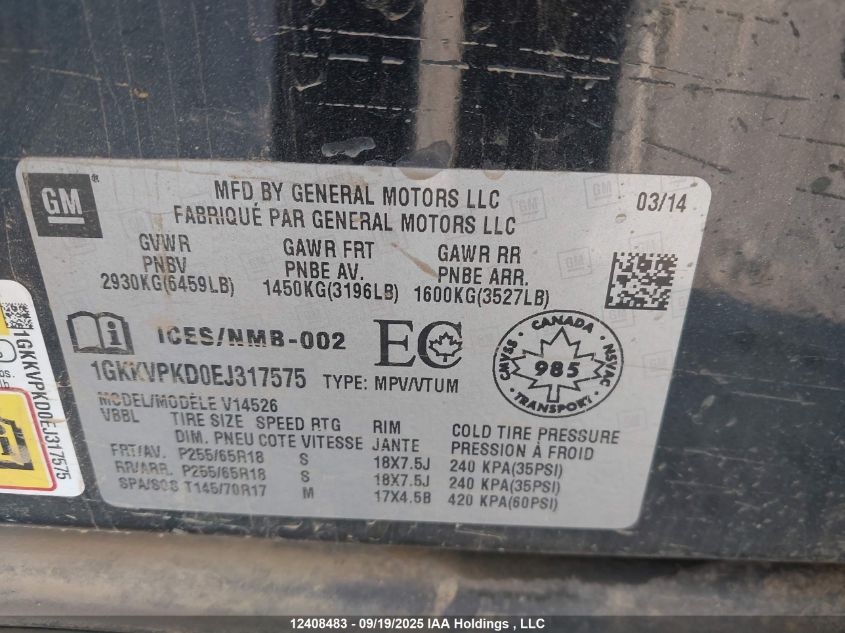 GM
MFD BY GENERAL MOTORS LLC
FABRIQUÉ PAR GENERAL MOTORS LLC
03/14
GVWR GAWR FRT GAWR RR
PNBV PNBE AV. PNBE ARR.
2930KG(6459LB) 1450KG(3196LB) 1600KG(3527LB)
ICES/NMB-002 EC
CANADA
CMVSS 985 NSVAC
TRANSPORT
1GKKVPKD0EJ317575 TYPE: MPV/VTUM
MODEL/MODÈLE V14526
VBBL TIRE SIZE SPEED RTG RIM COLD TIRE PRESSURE
DIM. PNEU COTE VITESSE JANTE PRESSION À FROID
FRT/AV. P255/65R18 S 18X7.5J 240 KPA(35PSI)
RR/ARR. P255/65R18 S 18X7.5J 240 KPA(35PSI)
SPA/SOS T145/70R17 M 17X4.5B 420 KPA(60PSI)
1GKKVPKD0EJ317575
12408483 - 09/19/2025 IAA Holdings , LLC